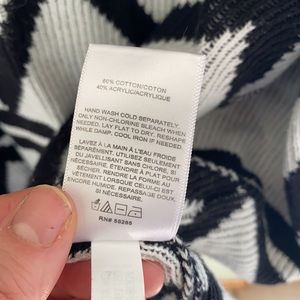 60% COTTON/COTON
40% ACRYLIC/ACRYLIQUE
HAND WASH COLD SEPARATELY
ONLY NON-CHLORINE BLEACH WHEN
NEEDED. LAY FLAT TO DRY. RESHAPE
WHILE DAMP. COOL IRON IF NEEDED.
LAVEZ À LA MAIN À L'EAU FROIDE
SÉPARÉMENT. UTILISEZ SEULEMENT
DU JAVELLISANT SANS CHLORE, SI
NÉCESSAIRE. ÉTENDRE À PLAT POUR
SÉCHER. RENDRE LA FORME AU
VÊTEMENT LORSQUE CELUI-CI EST
ENCORE HUMIDE. REPASSAGE DOUX,
SI NÉCESSAIRE.
RN# 58285